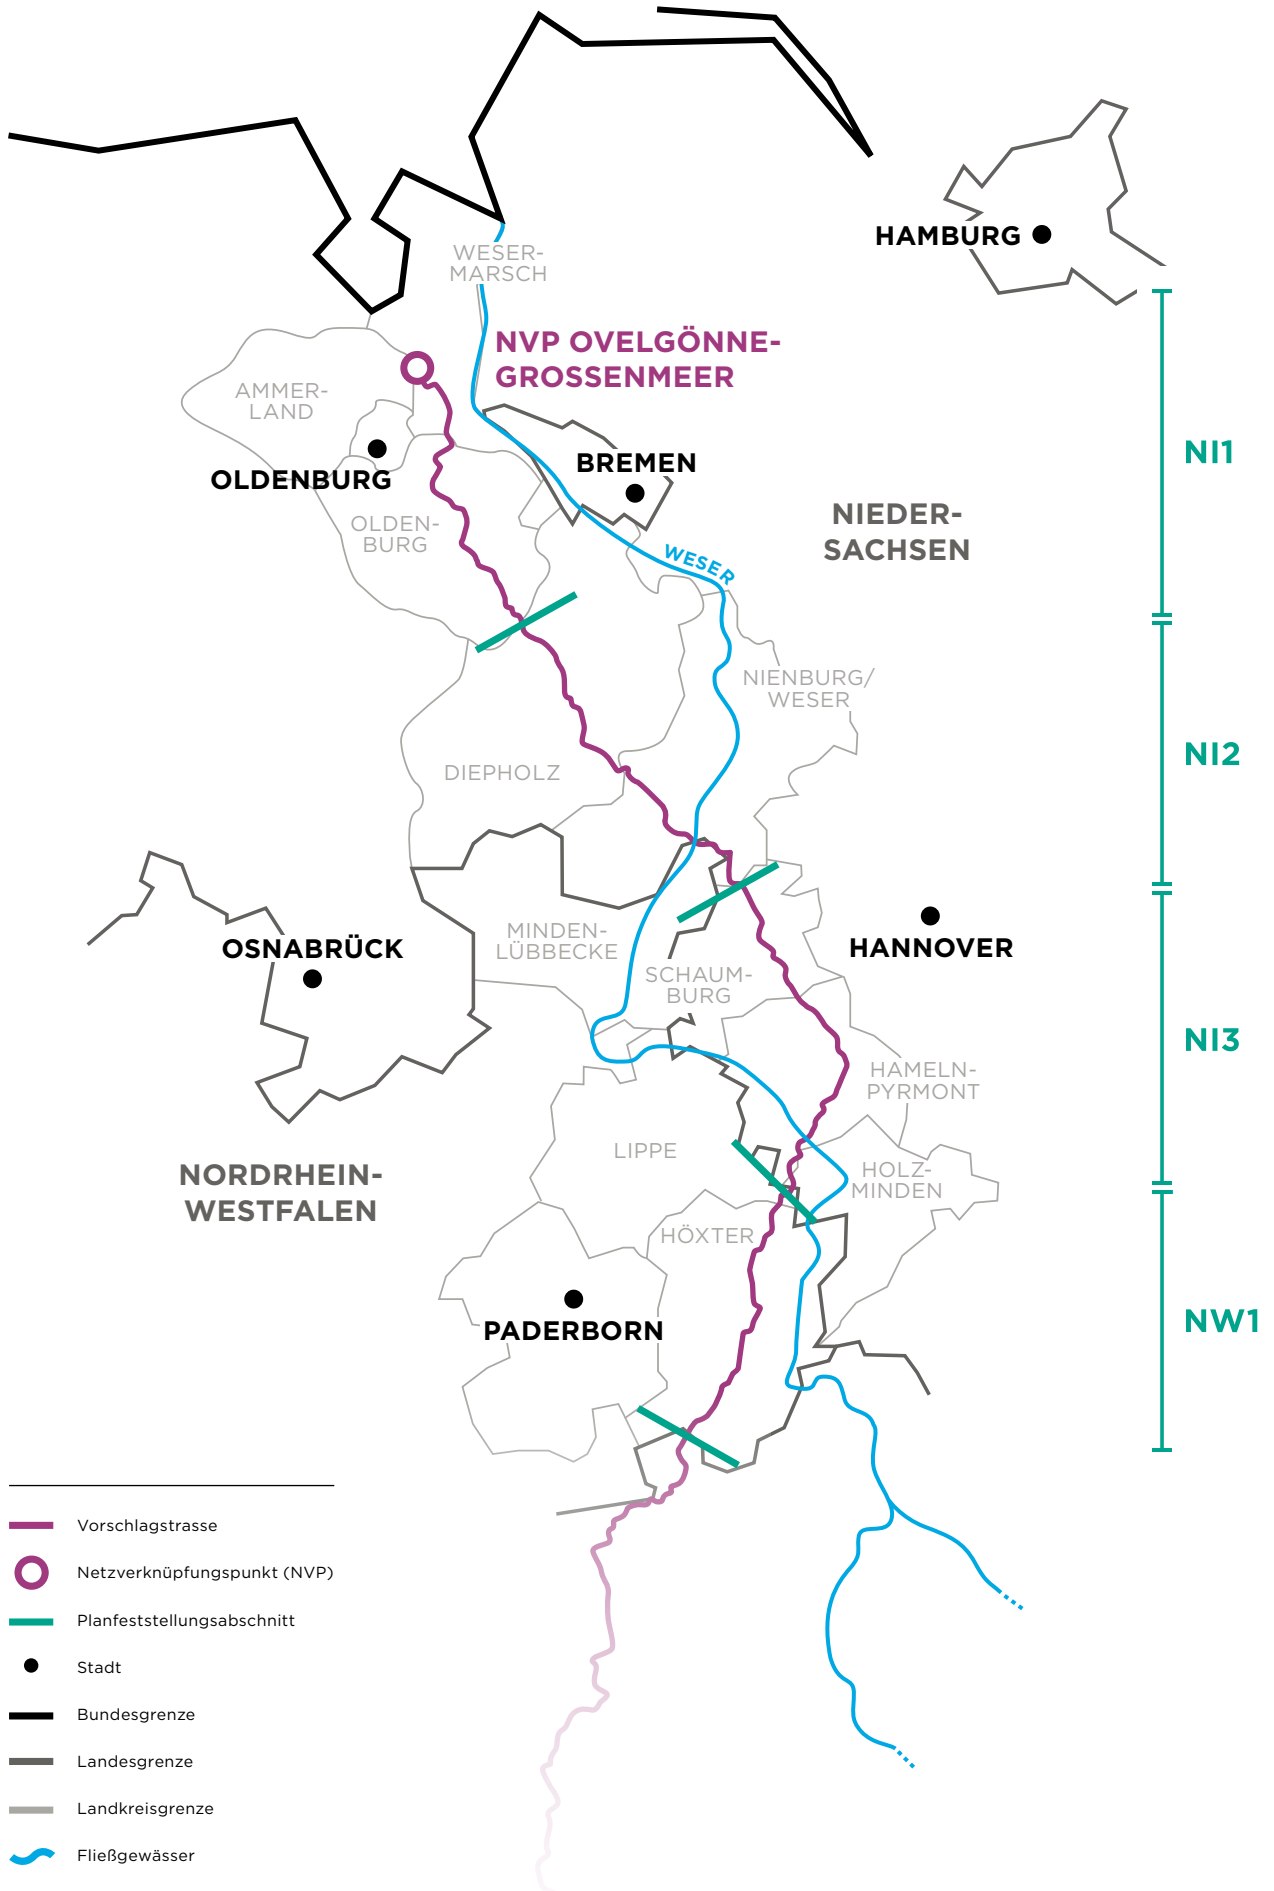 HAMBURG
WESER-
MARSCH
NVP OVELGÖNNE-
GROSSENMEER
AMMER-
LAND
OLDENBURG
BREMEN
NI1
OLDEN-
BURG
NIEDER-
SACHSEN
WESER
NIENBURG/
WESER
NI2
DIEPHOLZ
OSNABRÜCK
MINDEN-
LÜBBECKE
HANNOVER
SCHAUM-
BURG
NI3
HAMELN-
PYRMONT
LIPPE
NORDRHEIN-
WESTFALEN
HOLZ-
MINDEN
HÖXTER
PADERBORN
NW1
Vorschlagstrasse
Netzverknüpfungspunkt (NVP)
Planfeststellungsabschnitt
Stadt
Bundesgrenze
Landesgrenze
Landkreisgrenze
Fließgewässer